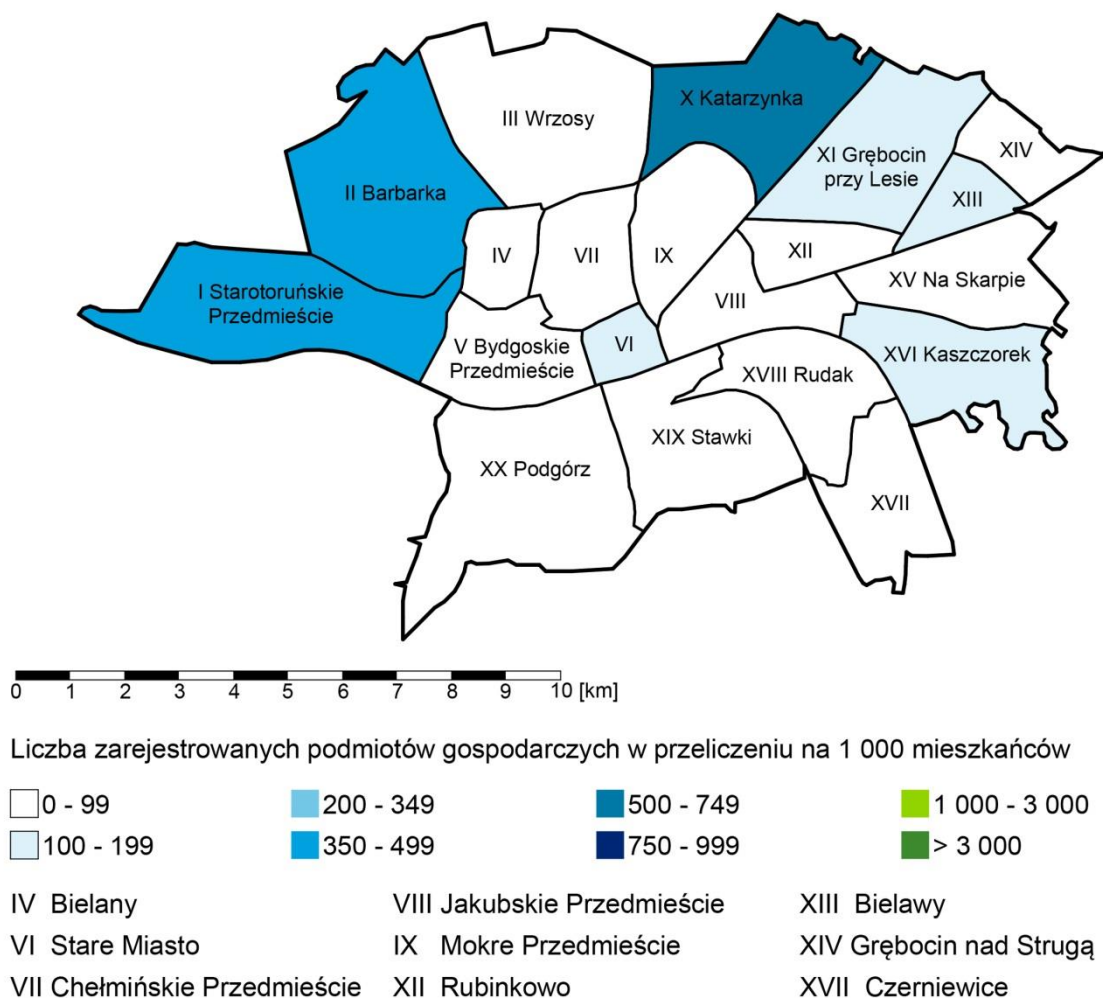 X Katarzynka
III Wrzosy
XI Grębocin
przy Lesie
XIV
II Barbarka
XIII
IV
VII
IX
XII
XV Na Skarpie
I Starotoruńskie
Przedmieście
VIII
V Bydgoskie
Przedmieście
VI
XVI Kaszczorek
XVIII Rudak
XIX Stawki
XX Podgórz
XVII
0 1 2 3 4 5 6 7 8 9 10 [km]
Liczba zarejestrowanych podmiotów gospodarczych w przeliczeniu na 1 000 mieszkańców
0 - 99 200 - 349 500 - 749 1 000 - 3 000
100 - 199 350 - 499 750 - 999 > 3 000
IV Bielany VIII Jakubskie Przedmieście XIII Bielawy
VI Stare Miasto IX Mokre Przedmieście XIV Grębocin nad Strugą
VII Chełmińskie Przedmieście XII Rubinkowo XVII Czerniewice